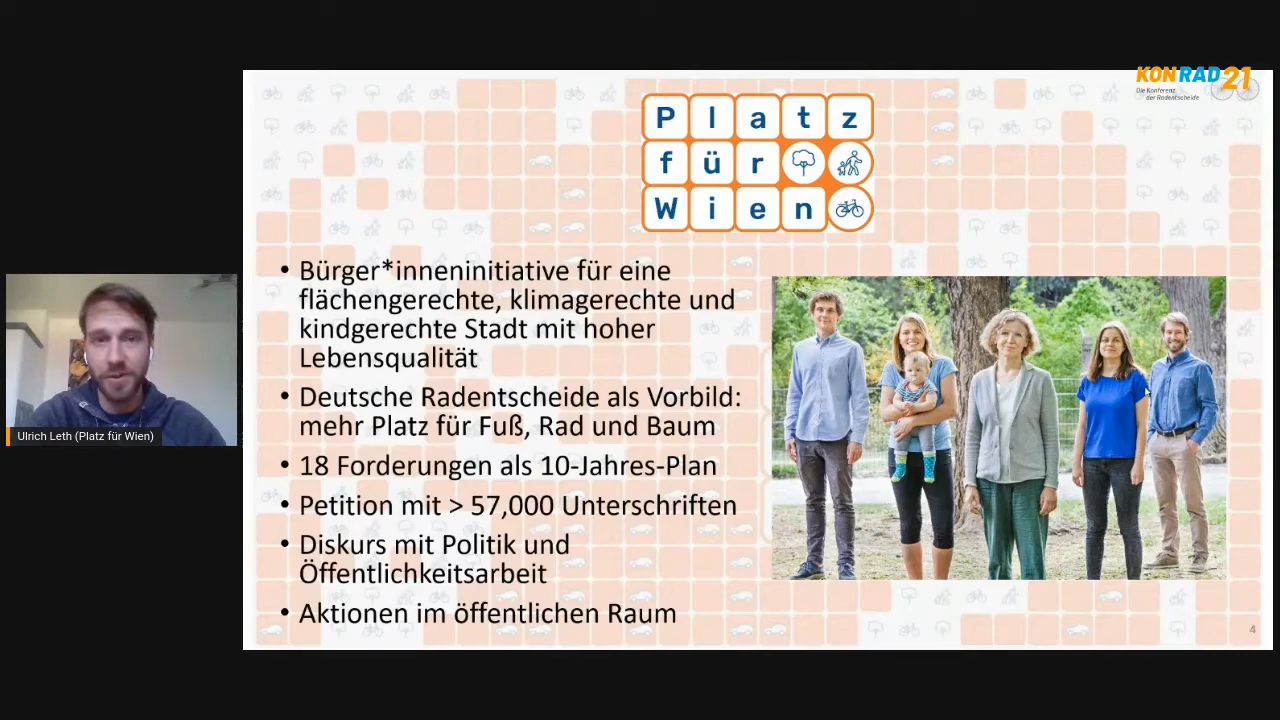 KONRAD21
Die Konferenz
der Radentscheide
Platz
für
Wien
• Bürger*inneninitiative für eine
flächengerechte, klimagerechte und
kindgerechte Stadt mit hoher
Lebensqualität
• Deutsche Radentscheide als Vorbild:
mehr Platz für Fuß, Rad und Baum
• 18 Forderungen als 10-Jahres-Plan
• Petition mit > 57,000 Unterschriften
• Diskurs mit Politik und
Öffentlichkeitsarbeit
• Aktionen im öffentlichen Raum
Ulrich Leth (Platz für Wien)
4